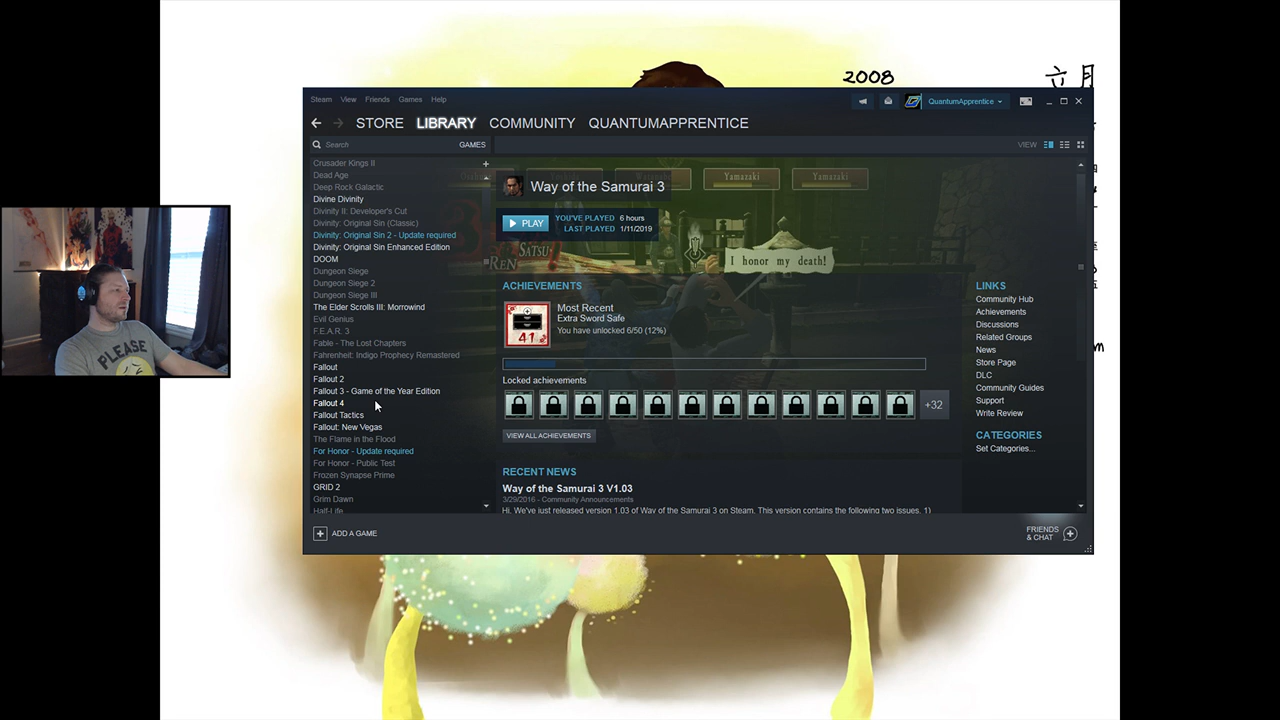 2008
六月
Steam View Friends Games Help
QuantumApprentice
STORE LIBRARY COMMUNITY QUANTUMAPPRENTICE
Search GAMES VIEW
Crusader Kings II
Dead Age
Deep Rock Galactic
Divine Divinity
Divinity II: Developer's Cut
Divinity: Original Sin (Classic)
Divinity: Original Sin 2 - Update required
Divinity: Original Sin Enhanced Edition
DOOM
Dungeon Siege
Dungeon Siege 2
Dungeon Siege III
The Elder Scrolls III: Morrowind
Evil Genius
F.E.A.R. 3
Fable - The Lost Chapters
Fahrenheit: Indigo Prophecy Remastered
Fallout
Fallout 2
Fallout 3 - Game of the Year Edition
Fallout 4
Fallout Tactics
Fallout: New Vegas
The Flame in the Flood
For Honor - Update required
For Honor - Public Test
Frozen Synapse Prime
GRID 2
Grim Dawn
Half-Life
ADD A GAME
Yamazaki Yamazaki
Way of the Samurai 3
PLAY
YOU'VE PLAYED 6 hours
LAST PLAYED 1/11/2019
I honor my death!
ACHIEVEMENTS
Most Recent
Extra Sword Safe
You have unlocked 6/50 (12%)
41
Locked achievements
+32
VIEW ALL ACHIEVEMENTS
RECENT NEWS
Way of the Samurai 3 V1.03
3/29/2016 - Community Announcements
Hi, We've just released version 1.03 of Way of the Samurai 3 on Steam. This version contains the following two issues. 1)
LINKS
Community Hub
Achievements
Discussions
Related Groups
News
Store Page
DLC
Community Guides
Support
Write Review
CATEGORIES
Set Categories...
FRIENDS
& CHAT
PLEASE